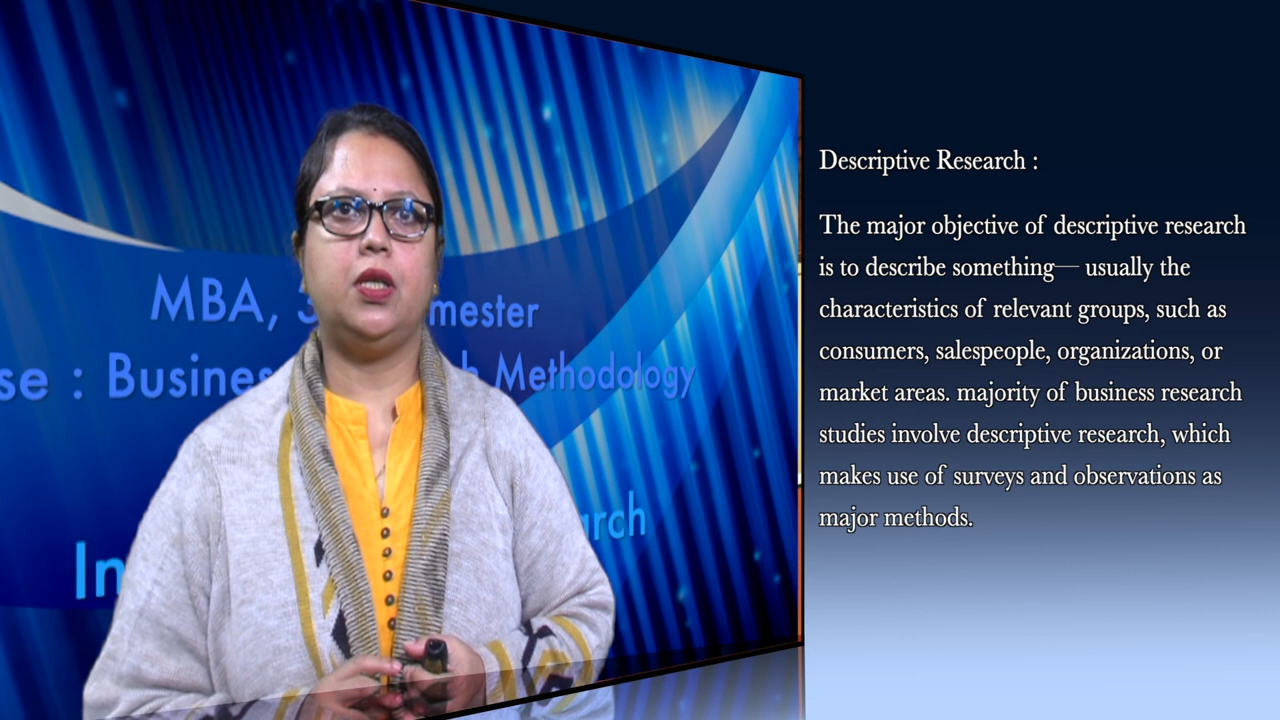 MBA, 3 mester
se : Busines h Methodology
In arch
Descriptive Research :
The major objective of descriptive research
is to describe something— usually the
characteristics of relevant groups, such as
consumers, salespeople, organizations, or
market areas. majority of business research
studies involve descriptive research, which
makes use of surveys and observations as
major methods.